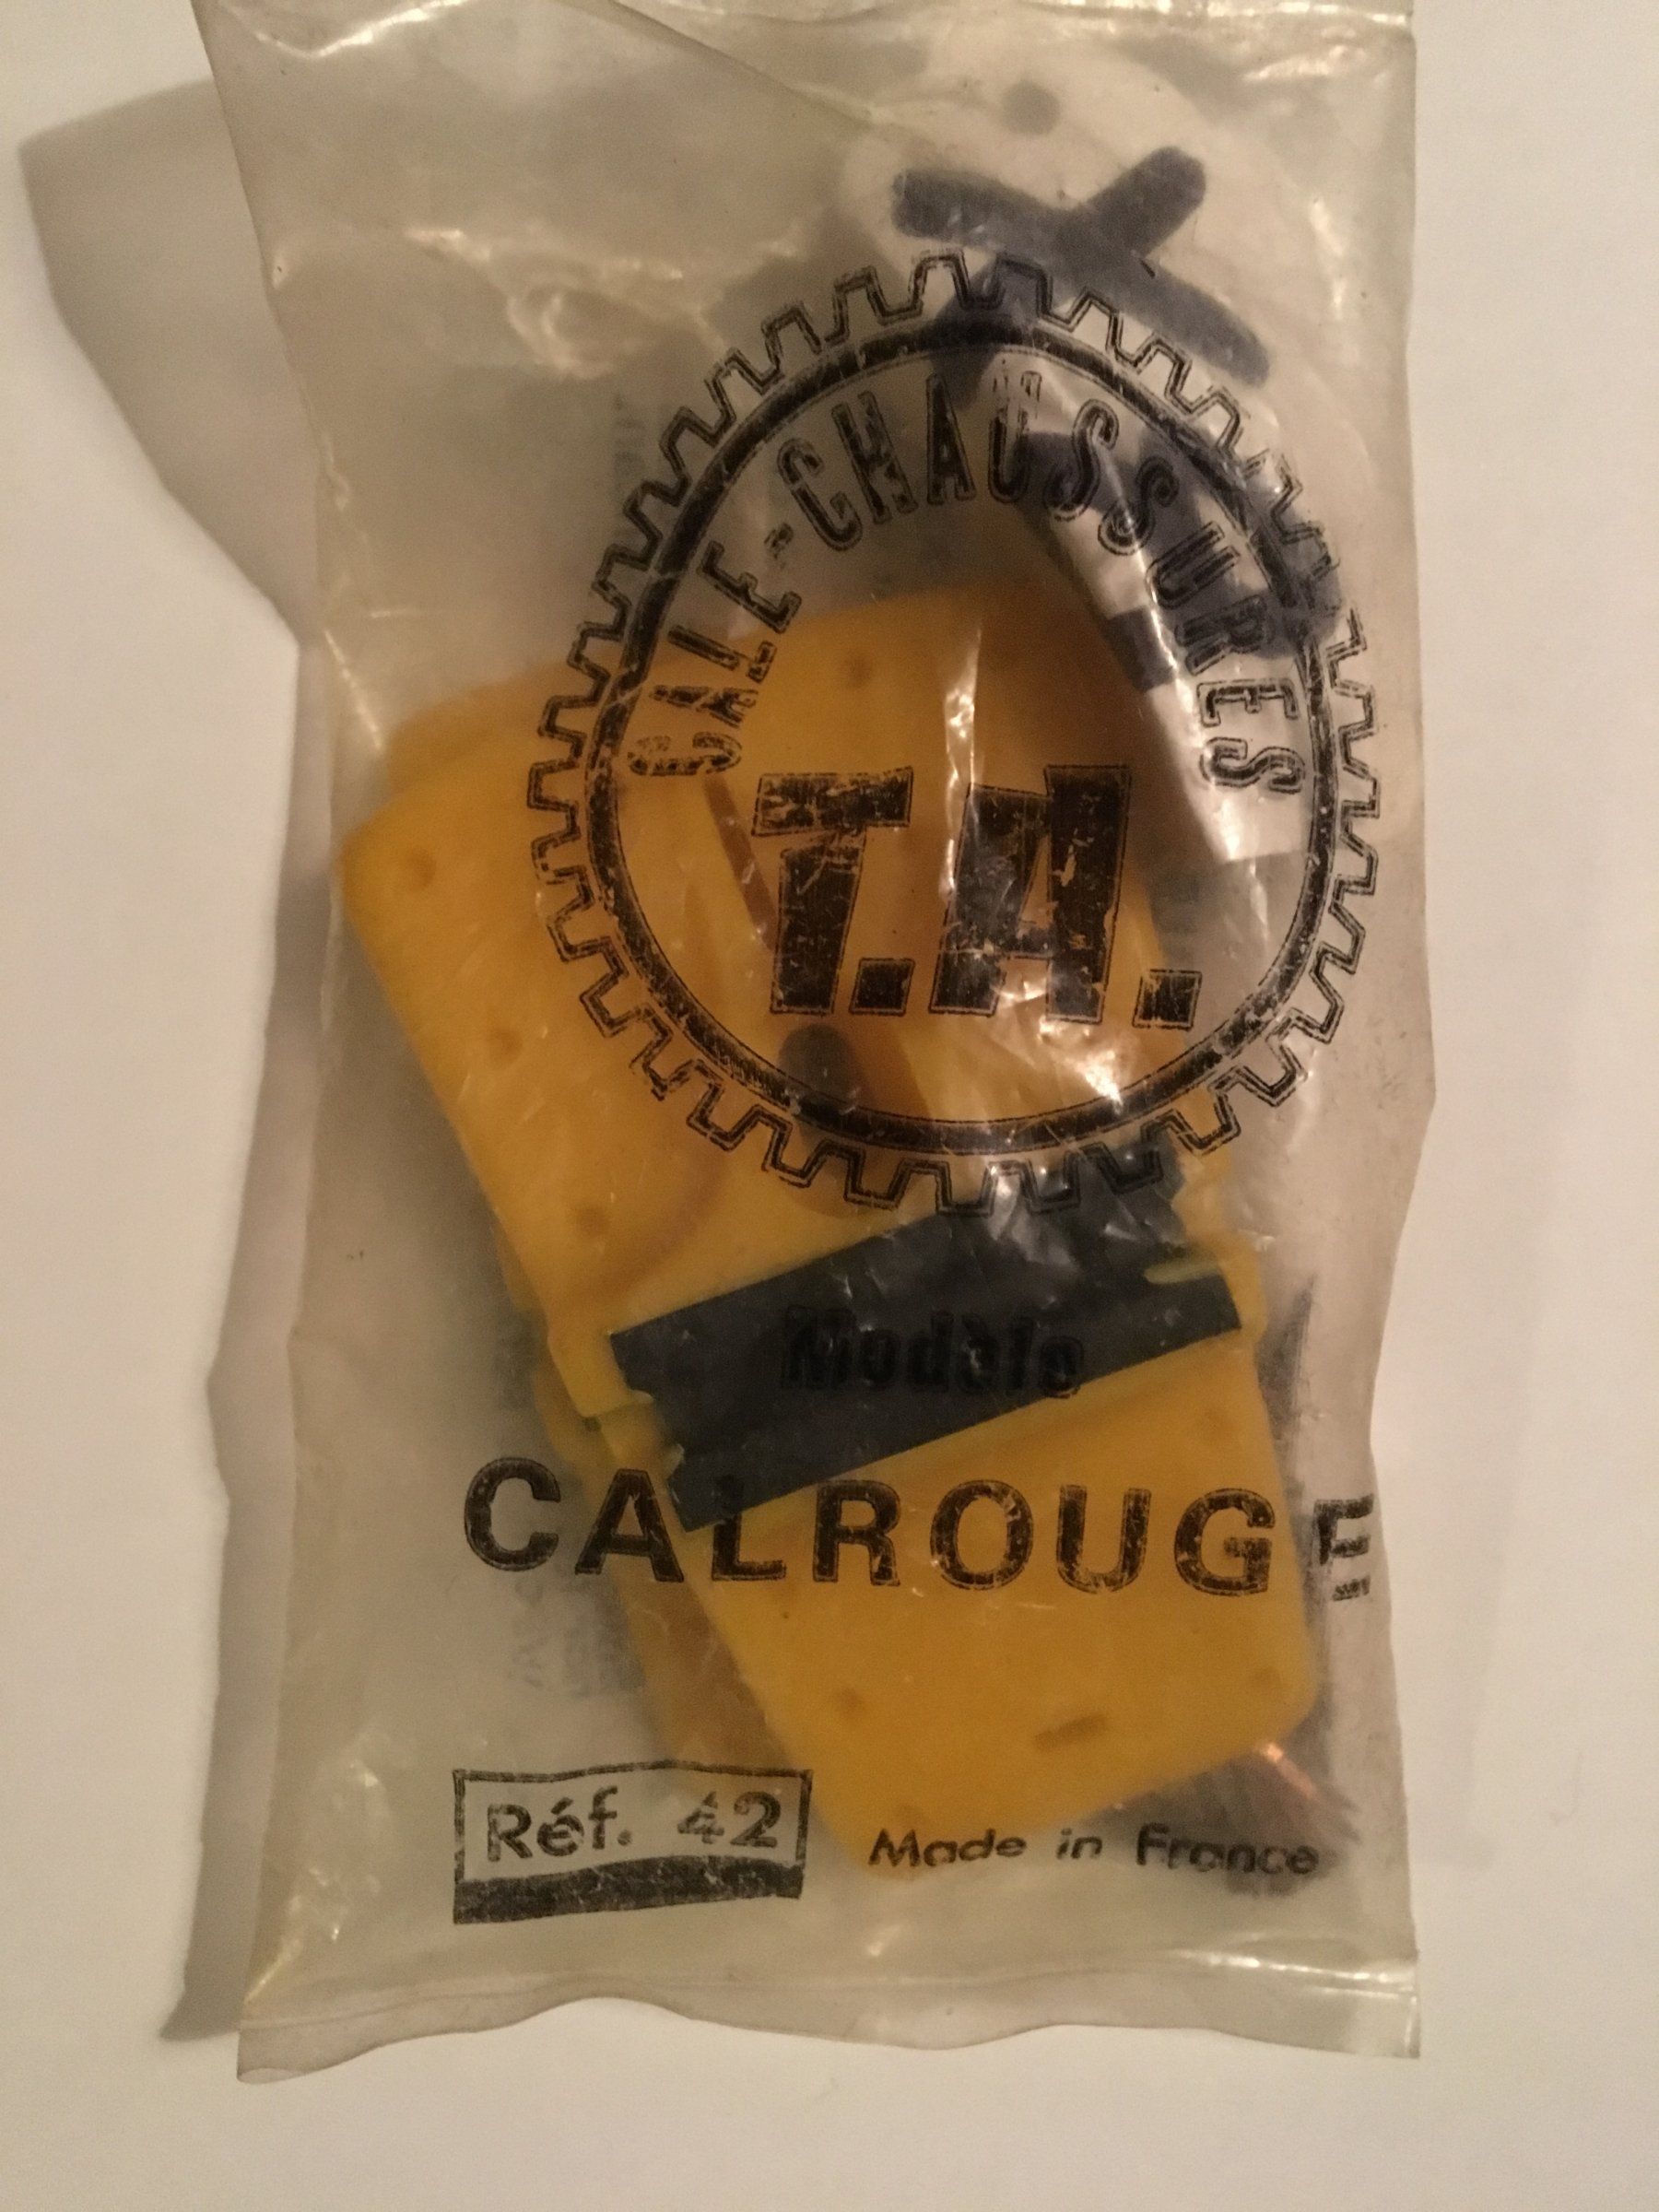 CALE-CHAUSSURES
T.A.
Modèle
CALROUGE
Réf. 42
Made in France